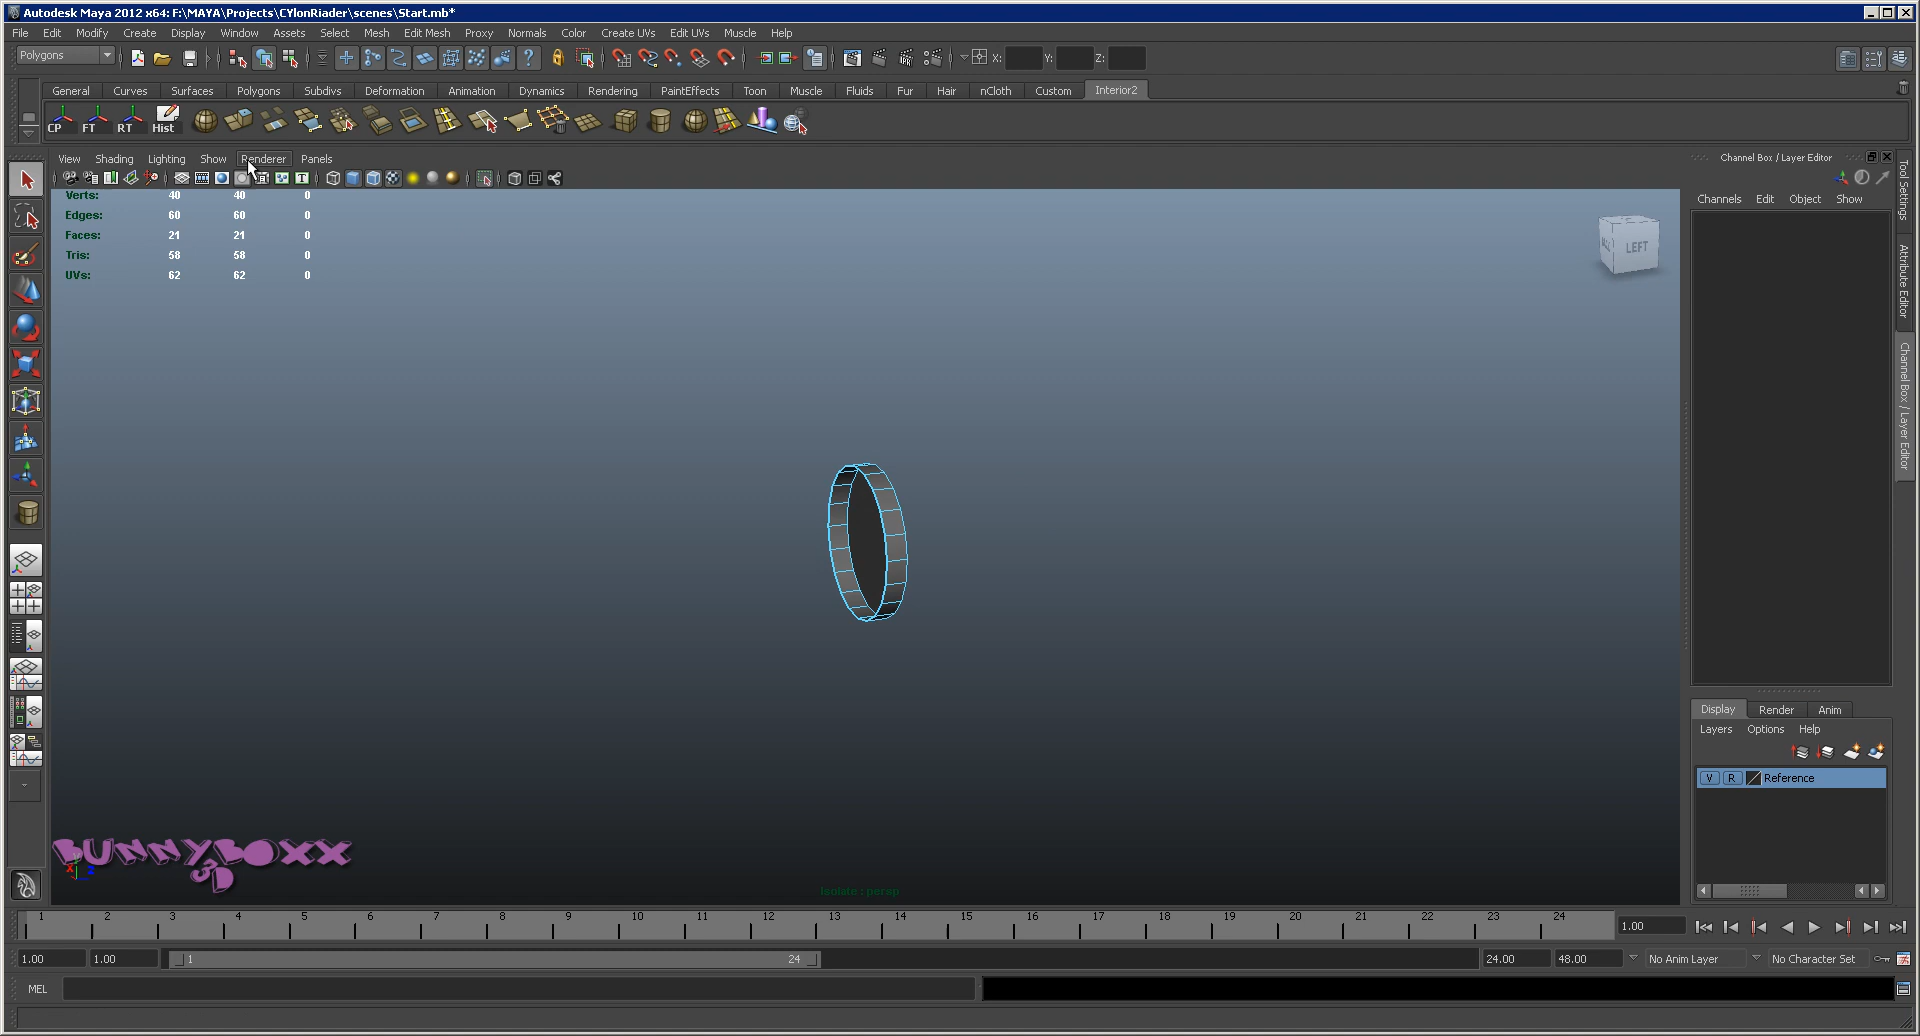 Autodesk Maya 2012 x64: F:\MAYA\Projects\CYlonRiader\scenes\Start.mb*
File Edit Modify Create Display Window Assets Select Mesh Edit Mesh Proxy Normals Color Create UVs Edit UVs Muscle Help
Polygons X: Y: Z:
General Curves Surfaces Polygons Subdivs Deformation Animation Dynamics Rendering PaintEffects Toon Muscle Fluids Fur Hair nCloth Custom Interior2
CP FT RT Hist
View Shading Lighting Show Renderer Panels
Channel Box / Layer Editor
Channels Edit Object Show
Verts: 40 40 0
Edges: 60 60 0
Faces: 21 21 0
Tris: 58 58 0
UVs: 62 62 0
LEFT
Tool Settings
Attribute Editor
Channel Box / Layer Editor
Display Render Anim
Layers Options Help
V R Reference
BUNNYBOXX
3D
Isolate : persp
1 2 3 4 5 6 7 8 9 10 11 12 13 14 15 16 17 18 19 20 21 22 23 24 1.00
1.00 1.00 1 24 24.00 48.00 No Anim Layer No Character Set
MEL